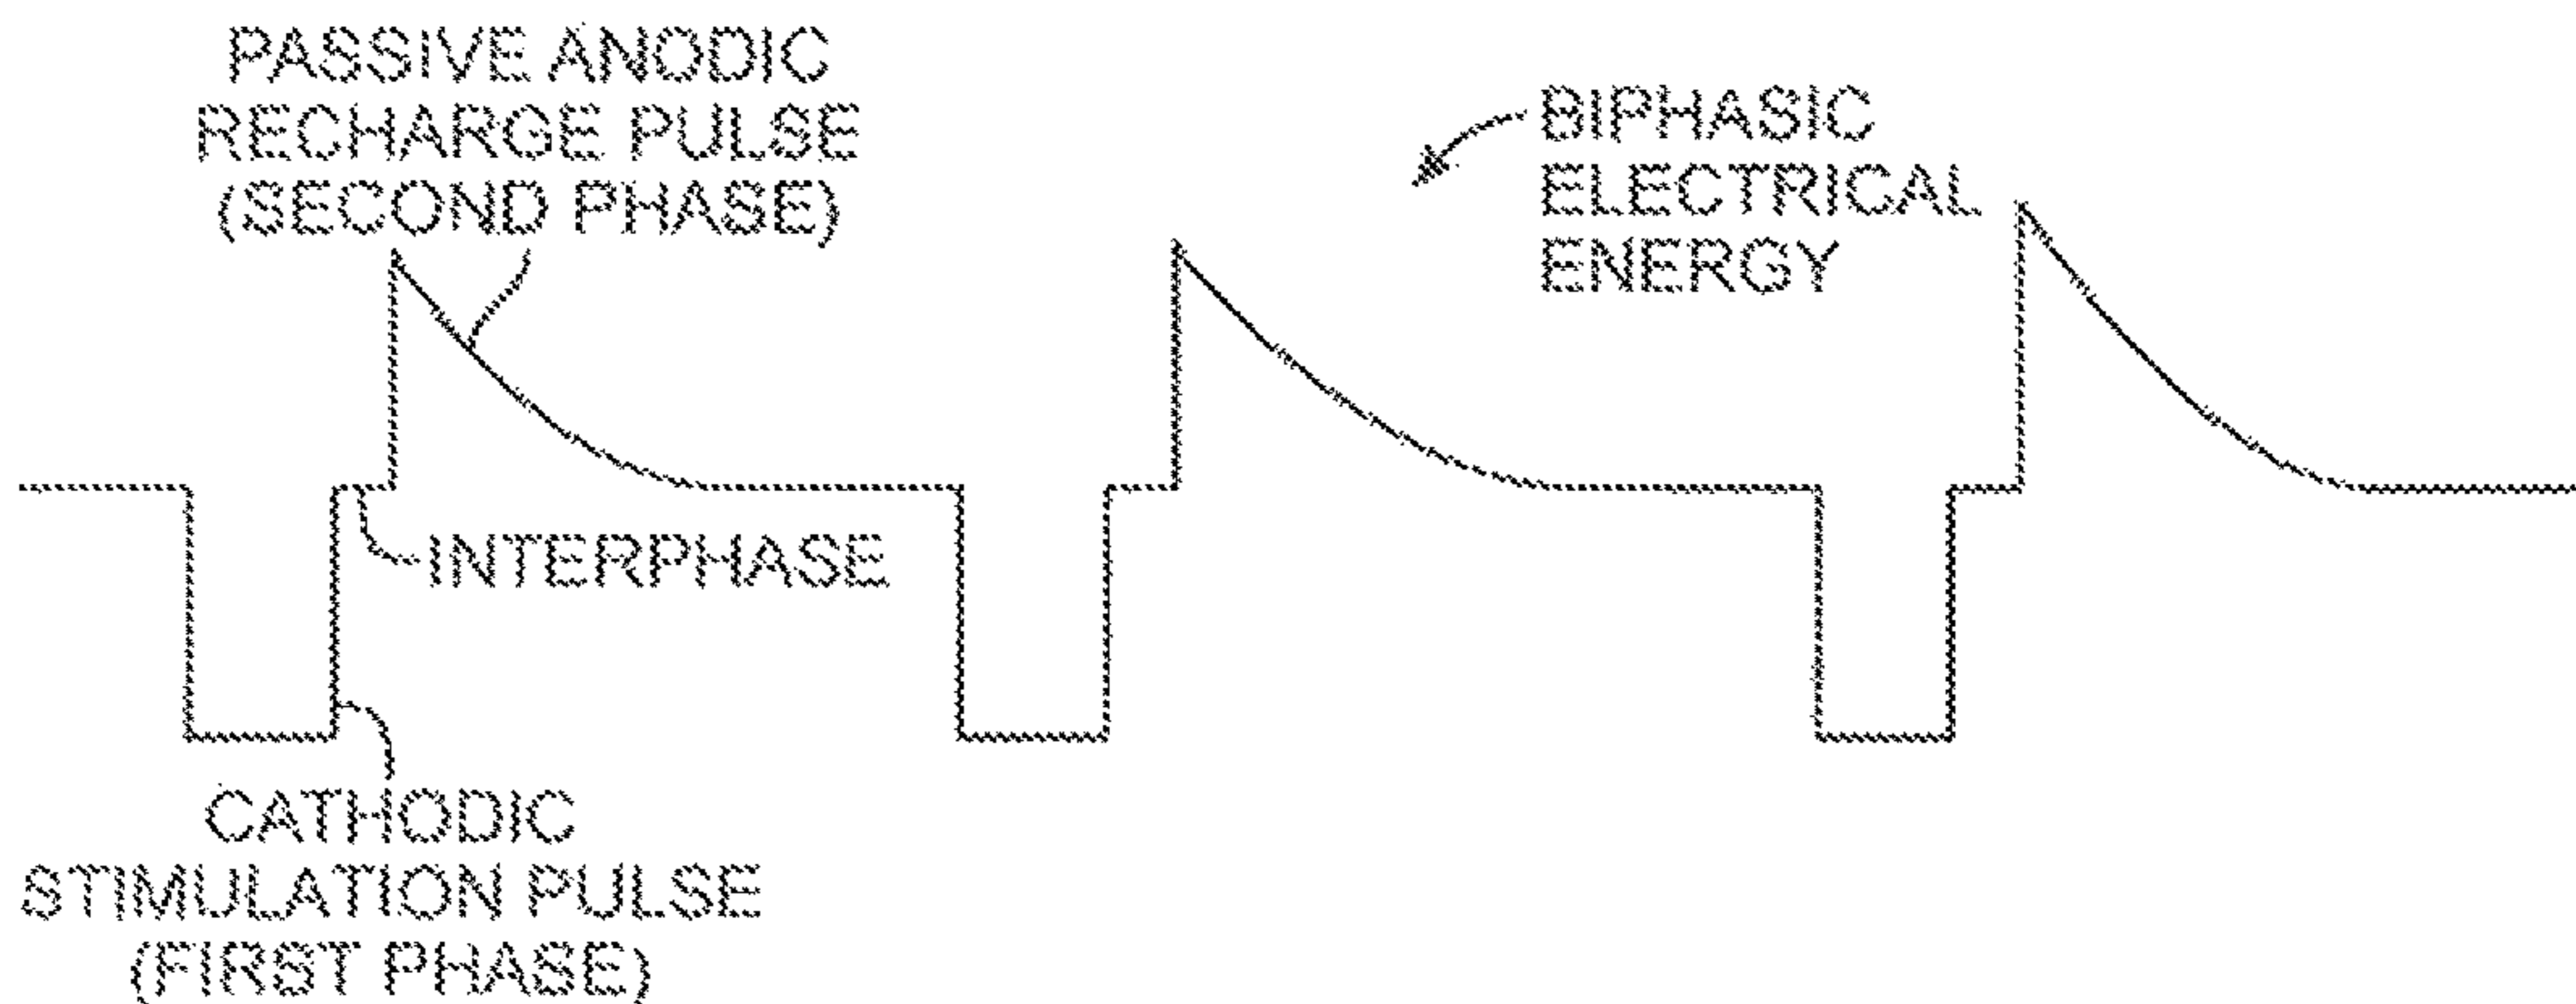 PASSIVE ANODIC
RECHARGE PULSE
(SECOND PHASE)
BIPHASIC
ELECTRICAL
ENERGY
INTERPHASE
CATHODIC
STIMULATION PULSE
(FIRST PHASE)